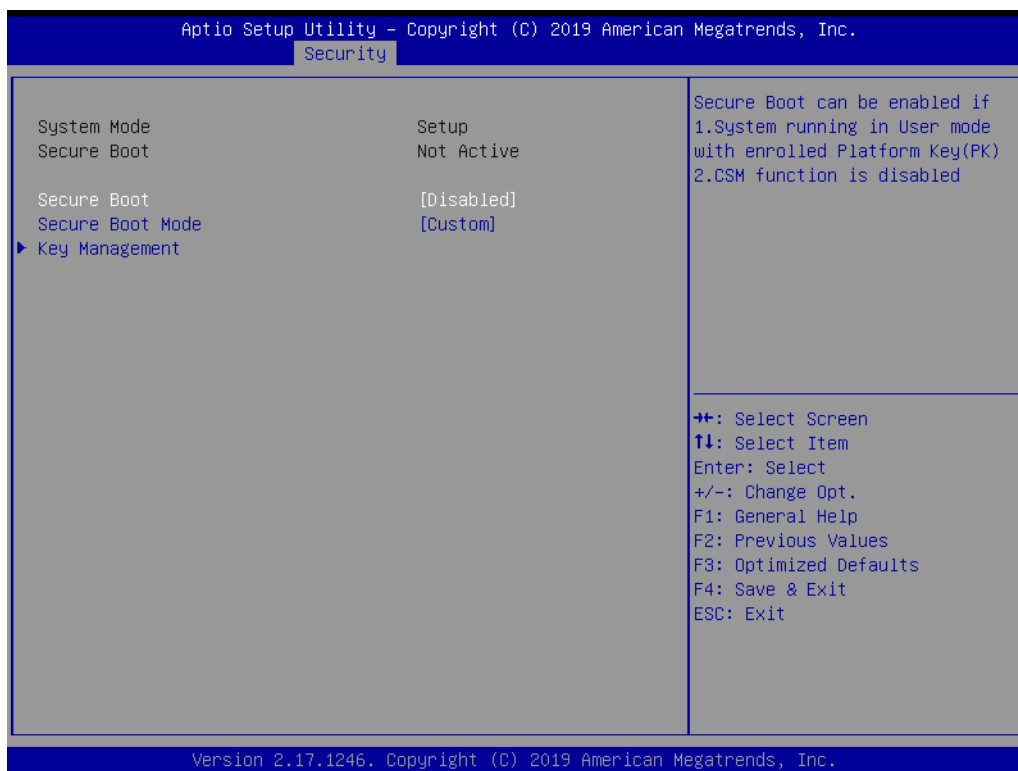 Aptio Setup Utility – Copyright (C) 2019 American Megatrends, Inc.
Security
System Mode Setup
Secure Boot Not Active
Secure Boot [Disabled]
Secure Boot Mode [Custom]
▶ Key Management
Secure Boot can be enabled if
1.System running in User mode
with enrolled Platform Key(PK)
2.CSM function is disabled
→←: Select Screen
↑↓: Select Item
Enter: Select
+/-: Change Opt.
F1: General Help
F2: Previous Values
F3: Optimized Defaults
F4: Save & Exit
ESC: Exit
Version 2.17.1246. Copyright (C) 2019 American Megatrends, Inc.